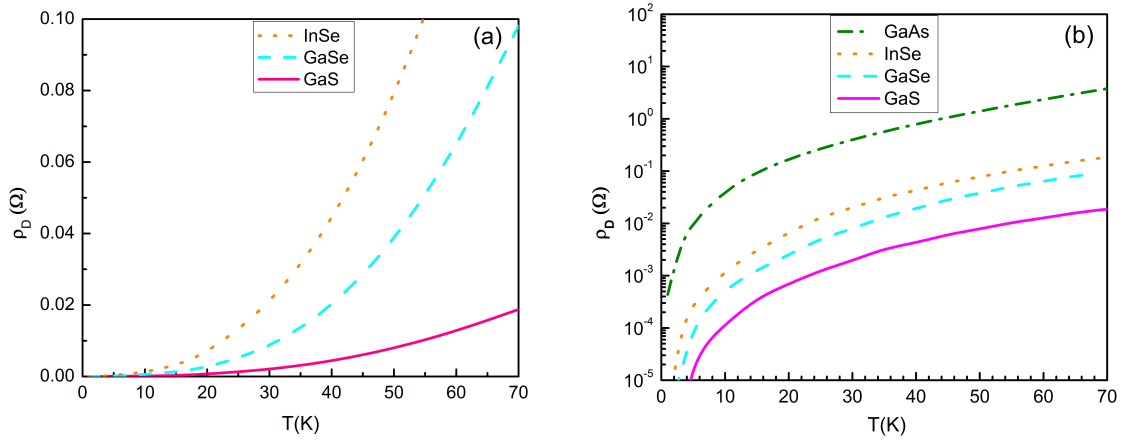 (a)
InSe
GaSe
GaS
0.10
0.08
0.06
0.04
0.02
0.00
ρD (Ω)
0 10 20 30 40 50 60 70
T(K)
(b)
GaAs
InSe
GaSe
GaS
10^2
10^1
10^0
10^-1
10^-2
10^-3
10^-4
10^-5
ρD (Ω)
0 10 20 30 40 50 60 70
T(K)